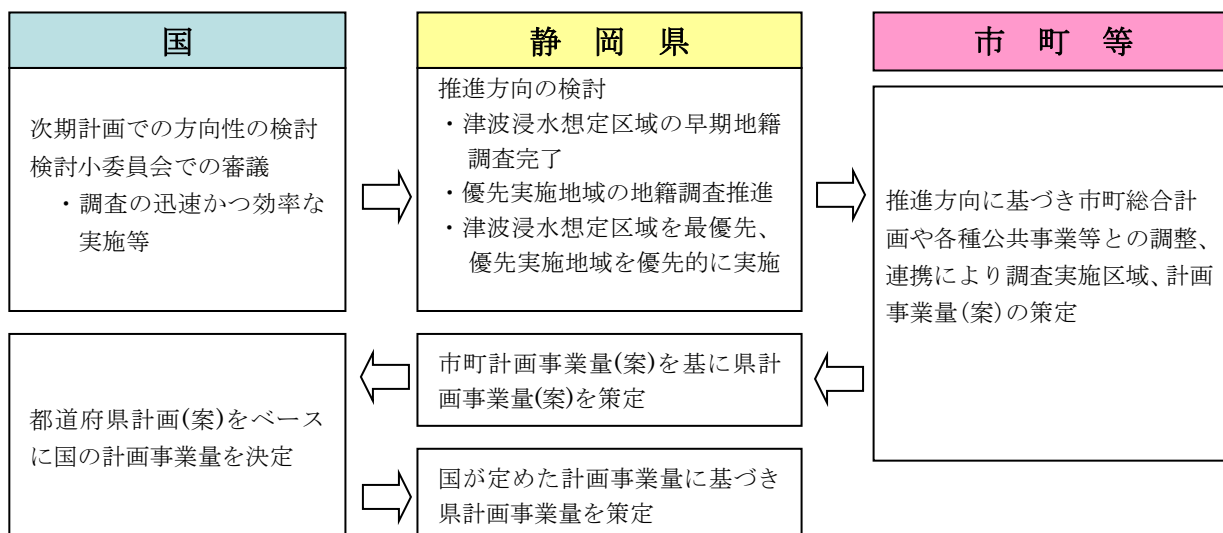 国
次期計画での方向性の検討
検討小委員会での審議
・調査の迅速かつ効率な
実施等
静 岡 県
推進方向の検討
・津波浸水想定区域の早期地籍
調査完了
・優先実施地域の地籍調査推進
・津波浸水想定区域を最優先、
優先実施地域を優先的に実施
市 町 等
推進方向に基づき市町総合計
画や各種公共事業等との調整、
連携により調査実施区域、計画
事業量(案)の策定
市町計画事業量(案)を基に県計
画事業量(案)を策定
都道府県計画(案)をベース
に国の計画事業量を決定
国が定めた計画事業量に基づき
県計画事業量を策定